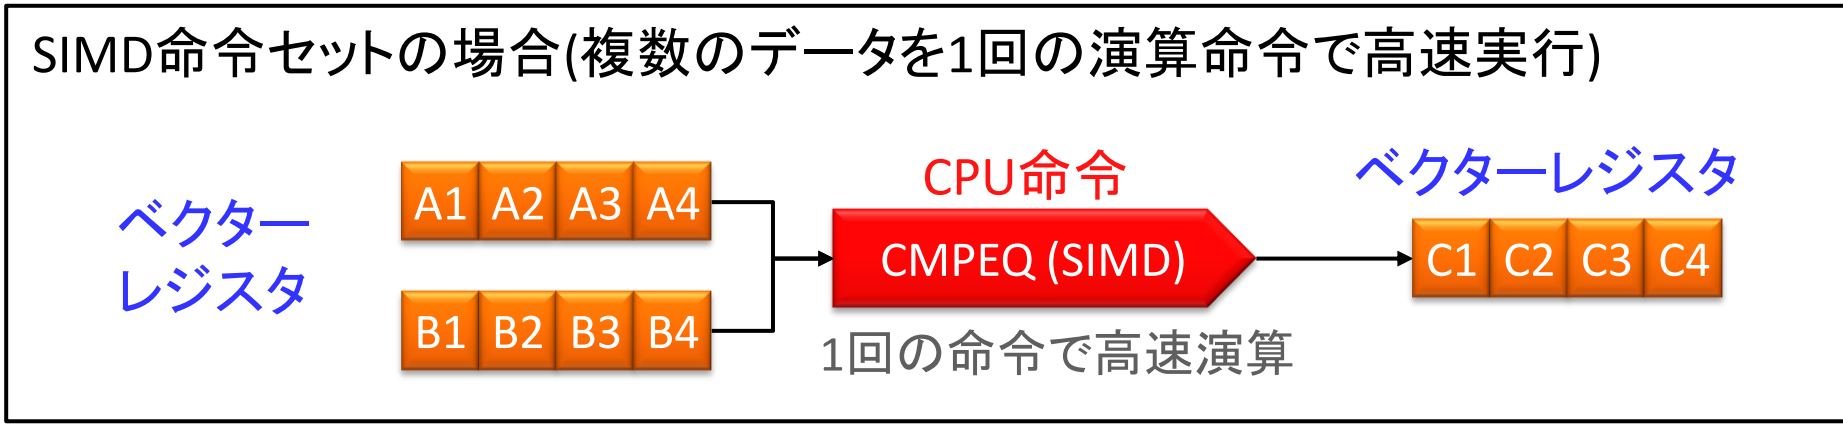 SIMD命令セットの場合(複数のデータを1回の演算命令で高速実行)
ベクター
レジスタ
A1 A2 A3 A4
B1 B2 B3 B4
CPU命令
CMPEQ (SIMD)
1回の命令で高速演算
ベクターレジスタ
C1 C2 C3 C4